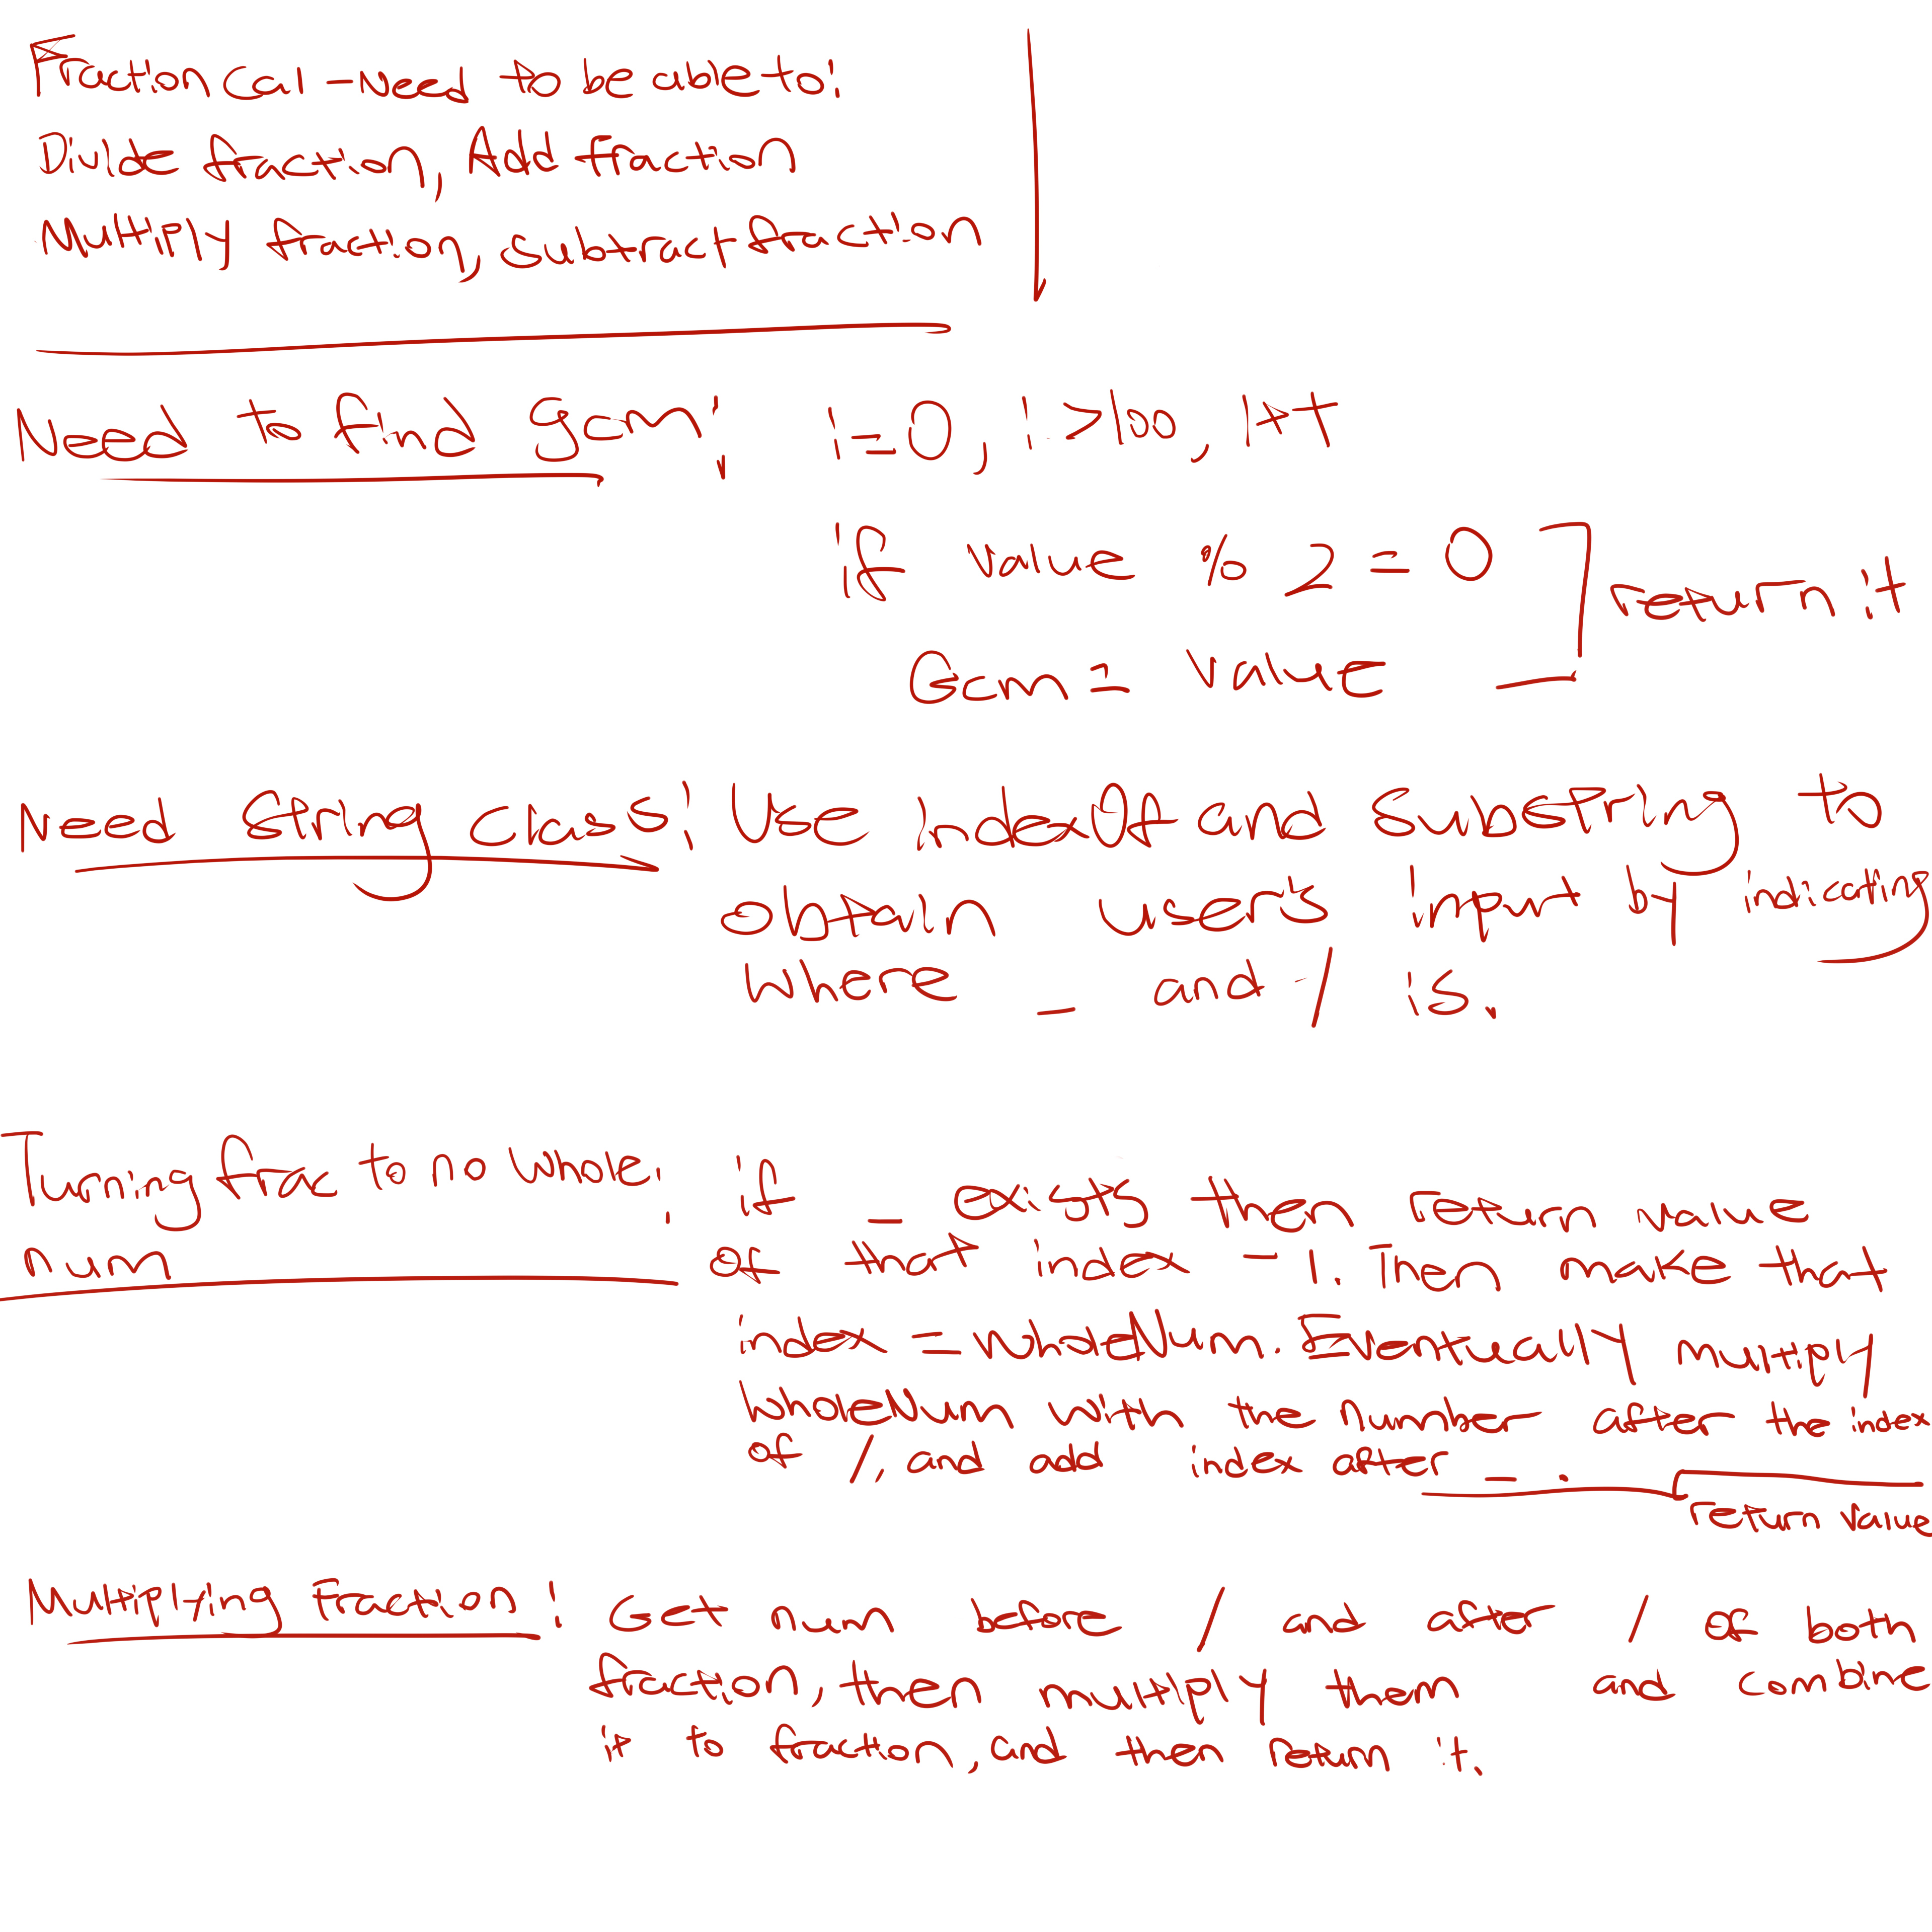 Fraction Cal - need to be able to:
Divide fraction, Add fraction
Multiply fraction, subtract fraction
Need to find gcm: i=0, i>100, i++
if value % 2 = 0
return it
Gcm = value
Need string class: Use indexOf and substring to
obtain user's input by indicating
where _ and / is.
Turning frac to no whole num: if _ exists then return value
of that index - 1. Then make that
index = wholeNum. Eventually multiply
wholeNum with the number after the index
of /. and add index after _.
return value
Multiplying Fraction: Get num before / and after / of both
fraction, then multiply them and combine
it to fraction, and then return it.